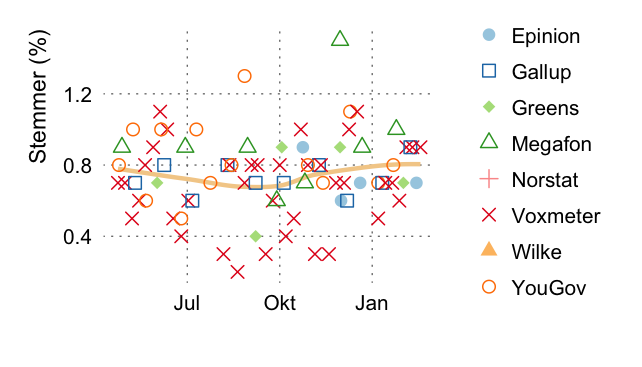 Stemmer (%)
1.2
0.8
0.4
Jul
Okt
Jan
Epinion
Gallup
Greens
Megafon
Norstat
Voxmeter
Wilke
YouGov